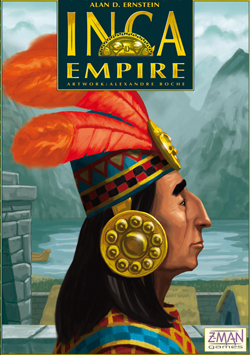 ALAN D. ERNSTEIN
INCA
EMPIRE
ARTWORK: ALEXANDRE ROCHE
Z-MAN
games